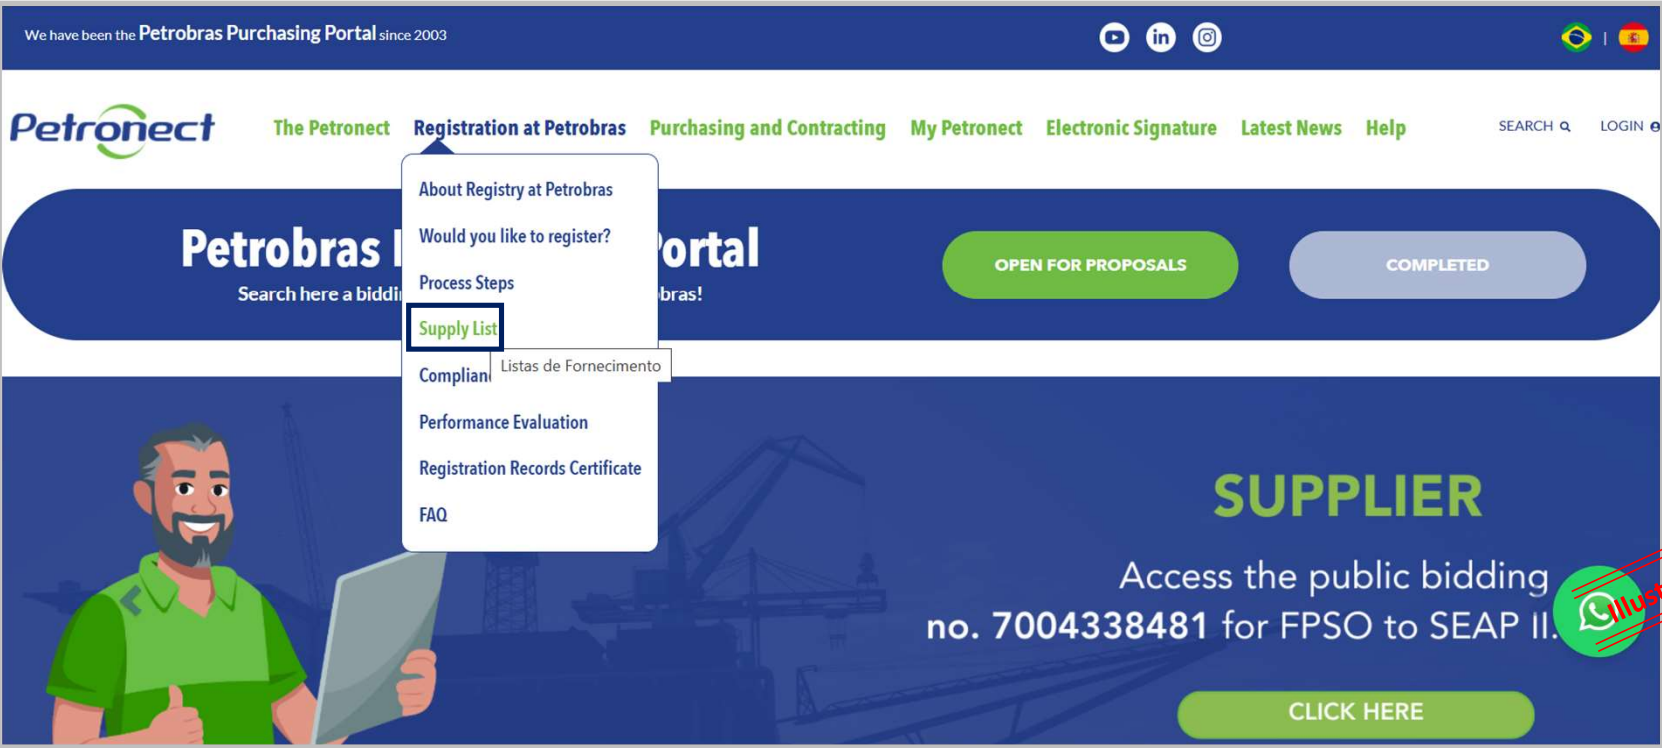 We have been the Petrobras Purchasing Portal since 2003
Petronect
The Petronect Registration at Petrobras Purchasing and Contracting My Petronect Electronic Signature Latest News Help SEARCH LOGIN
About Registry at Petrobras
Would you like to register?
Process Steps
Supply List
Listas de Fornecimento
Performance Evaluation
Registration Records Certificate
FAQ
Petrobras
ortal
Search here a
bras!
OPEN FOR PROPOSALS
COMPLETED
SUPPLIER
Access the public bidding
no. 7004338481 for FPSO to SEAP II.
CLICK HERE